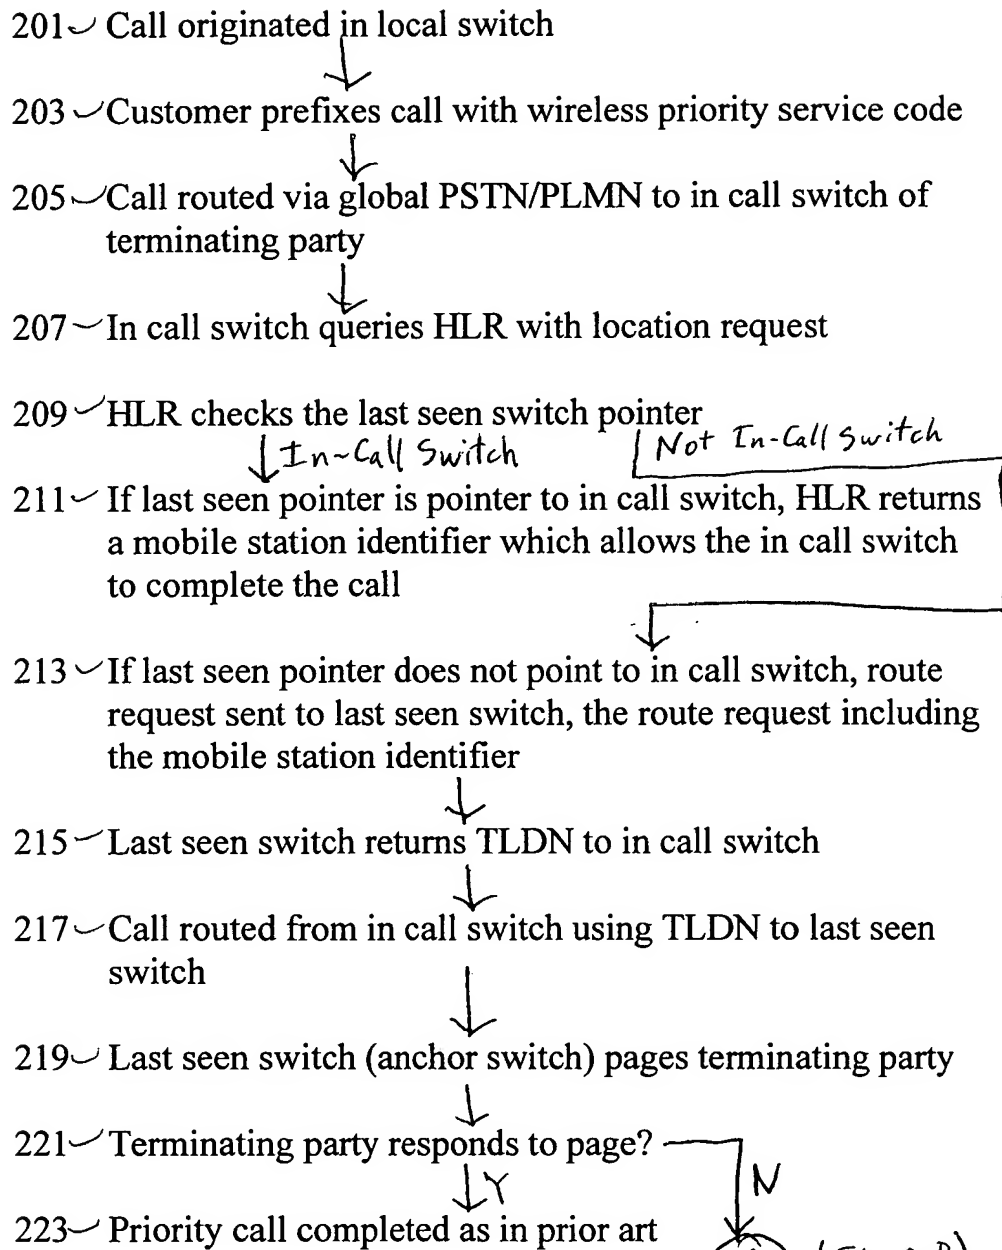 201 Call originated in local switch
203 Customer prefixes call with wireless priority service code
205 Call routed via global PSTN/PLMN to in call switch of
terminating party
207 In call switch queries HLR with location request
209 HLR checks the last seen switch pointer
In-Call Switch
Not In-Call Switch
211 If last seen pointer is pointer to in call switch, HLR returns
a mobile station identifier which allows the in call switch
to complete the call
213 If last seen pointer does not point to in call switch, route
request sent to last seen switch, the route request including
the mobile station identifier
215 Last seen switch returns TLDN to in call switch
217 Call routed from in call switch using TLDN to last seen
switch
219 Last seen switch (anchor switch) pages terminating party
221 Terminating party responds to page?
Y
N
223 Priority call completed as in prior art